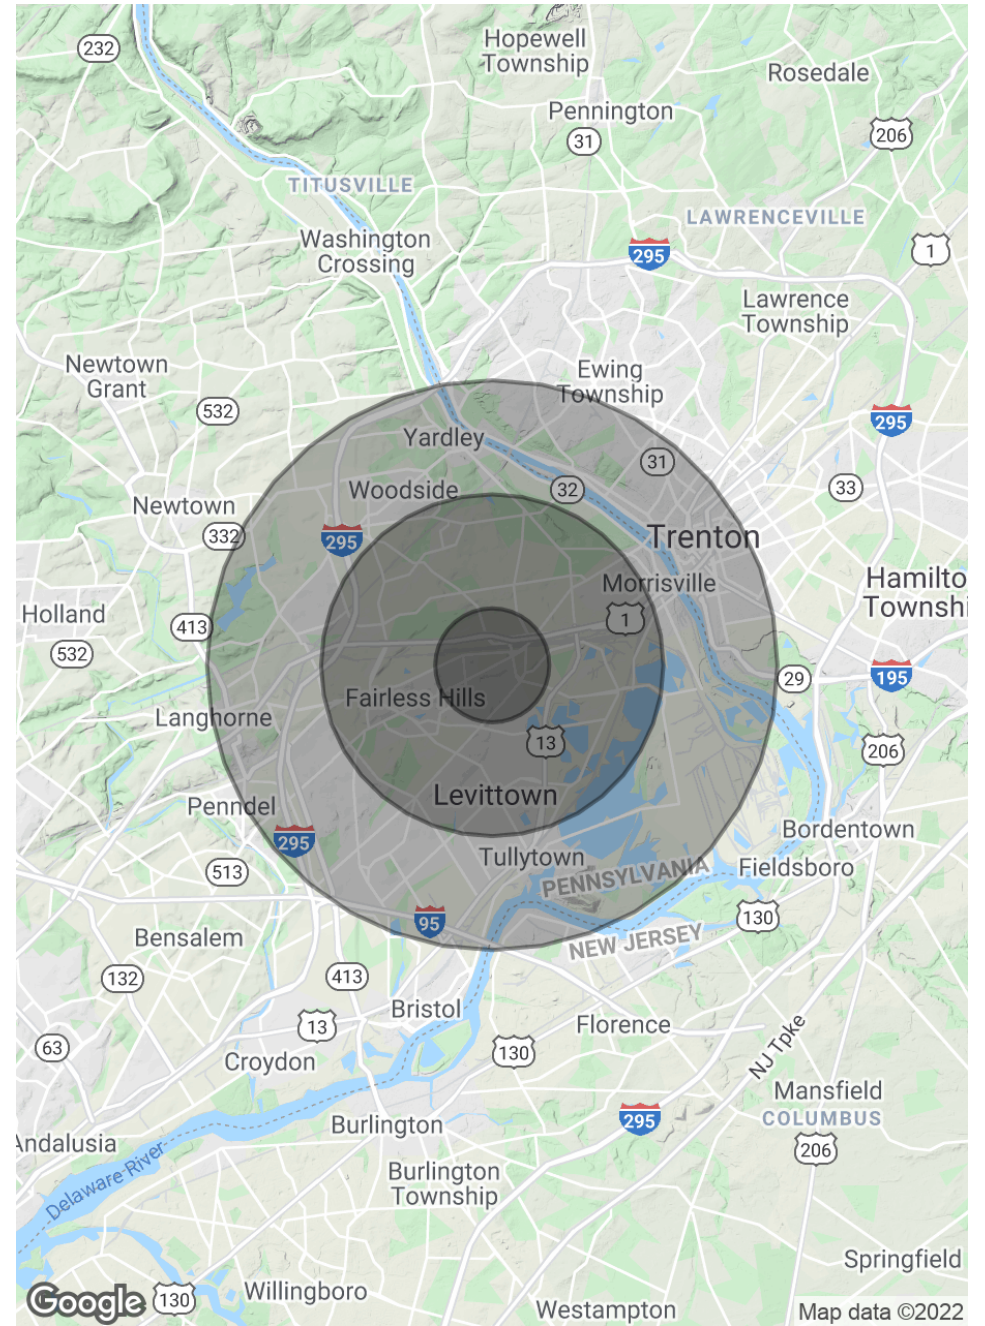 232
Hopewell
Township
Rosedale
Pennington
31
206
TITUSVILLE
LAWRENCEVILLE
Washington
Crossing
295
1
Lawrence
Township
Newtown
Grant
Ewing
Township
532
295
Yardley
31
Woodside
32
33
Newtown
332
295
Trenton
Morrisville
Hamilto
Townshi
Holland
413
1
532
29
195
Fairless Hills
Langhorne
13
206
Levittown
Penndel
295
Bordentown
Tullytown
Fieldsboro
513
PENNSYLVANIA
95
130
Bensalem
NEW JERSEY
132
413
Bristol
13
Florence
63
130
NJ Tpke
Croydon
Mansfield
COLUMBUS
295
Burlington
Andalusia
206
Delaware River
Burlington
Township
Springfield
Willingboro
Google
130
Westampton
Map data ©2022